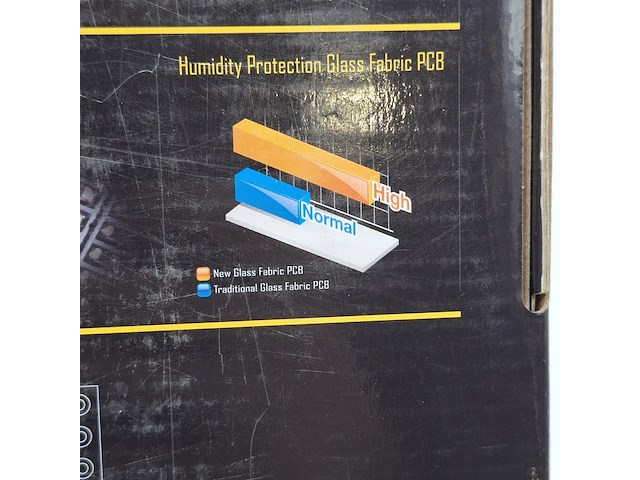 Humidity Protection Glass Fabric PCB
High
Normal
New Glass Fabric PCB
Traditional Glass Fabric PCB